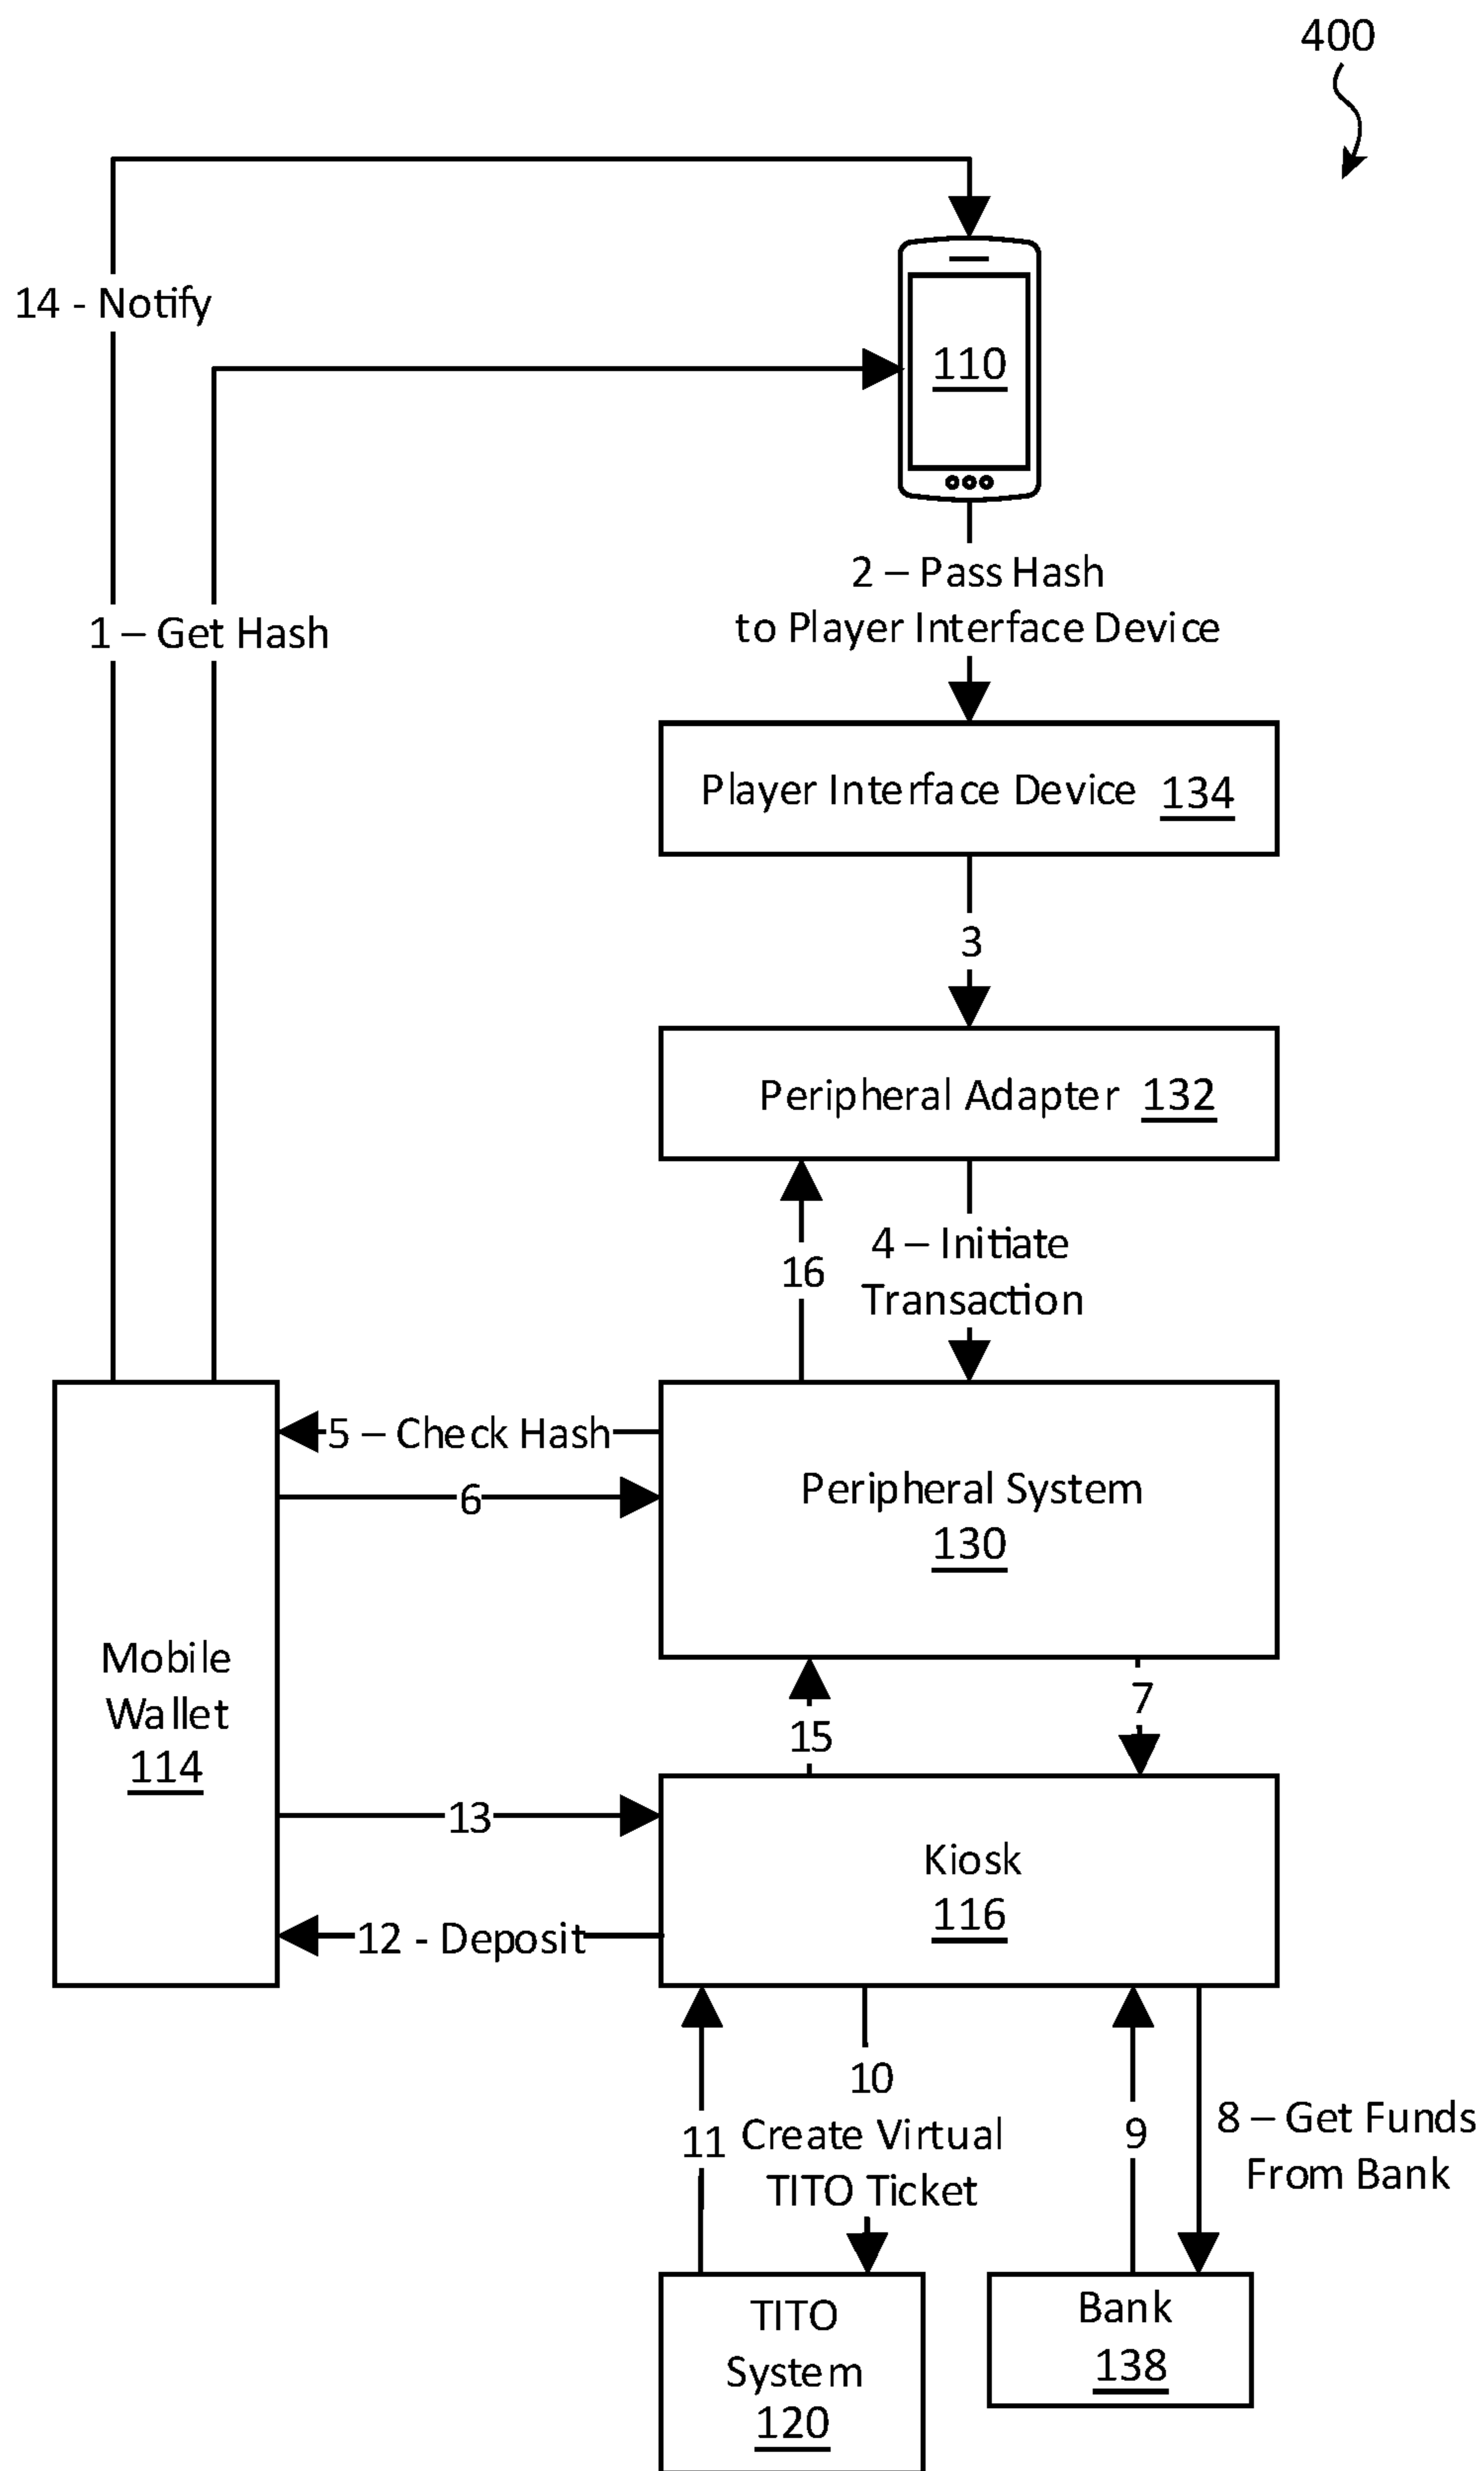 400
14 - Notify
110
2 – Pass Hash
to Player Interface Device
1 – Get Hash
Player Interface Device 134
3
Peripheral Adapter 132
16
4 – Initiate
Transaction
5 – Check Hash
6
Peripheral System
130
Mobile
Wallet
114
15
7
13
Kiosk
116
12 - Deposit
11
10
Create Virtual
TITO Ticket
9
8 – Get Funds
From Bank
TITO
System
120
Bank
138